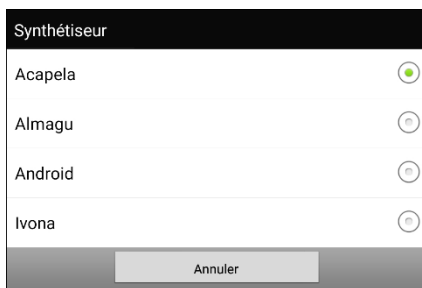 Synthétiseur
Acapela
Almagu
Android
Ivona
Annuler